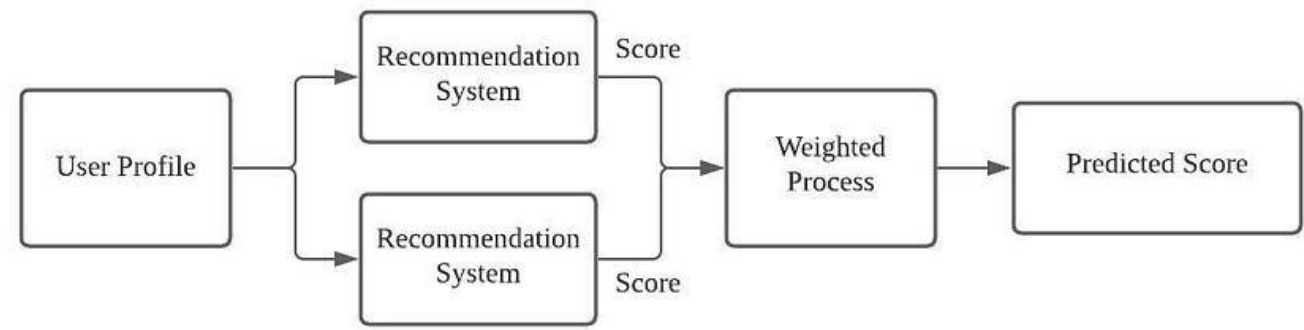 User Profile
Recommendation
System
Score
Recommendation
System
Score
Weighted
Process
Predicted Score